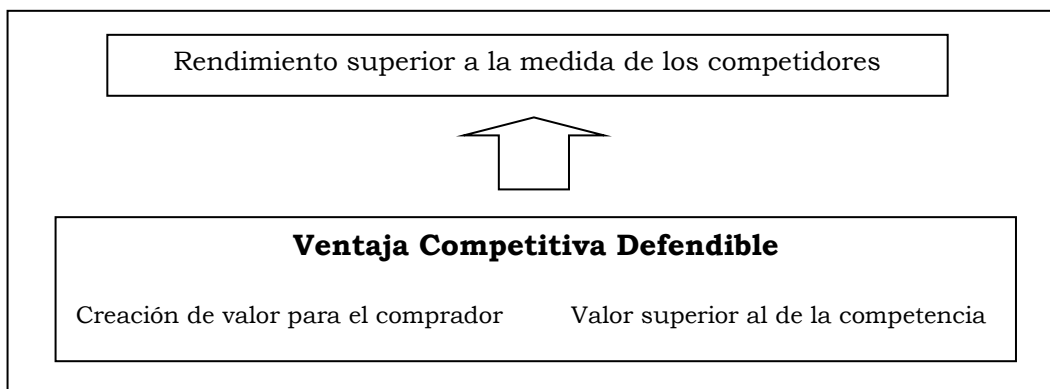 Rendimiento superior a la medida de los competidores
Ventaja Competitiva Defendible
Creación de valor para el comprador
Valor superior al de la competencia